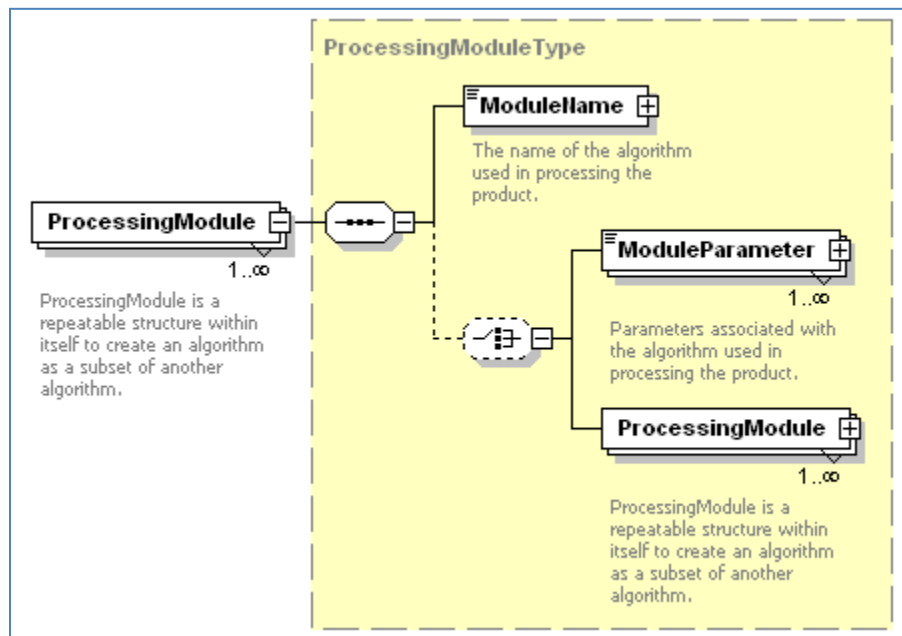 ProcessingModuleType
ModuleName
The name of the algorithm
used in processing the
product.
ProcessingModule
1..∞
ProcessingModule is a
repeatable structure within
itself to create an algorithm
as a subset of another
algorithm.
ModuleParameter
1..∞
Parameters associated with
the algorithm used in
processing the product.
ProcessingModule
1..∞
ProcessingModule is a
repeatable structure within
itself to create an algorithm
as a subset of another
algorithm.